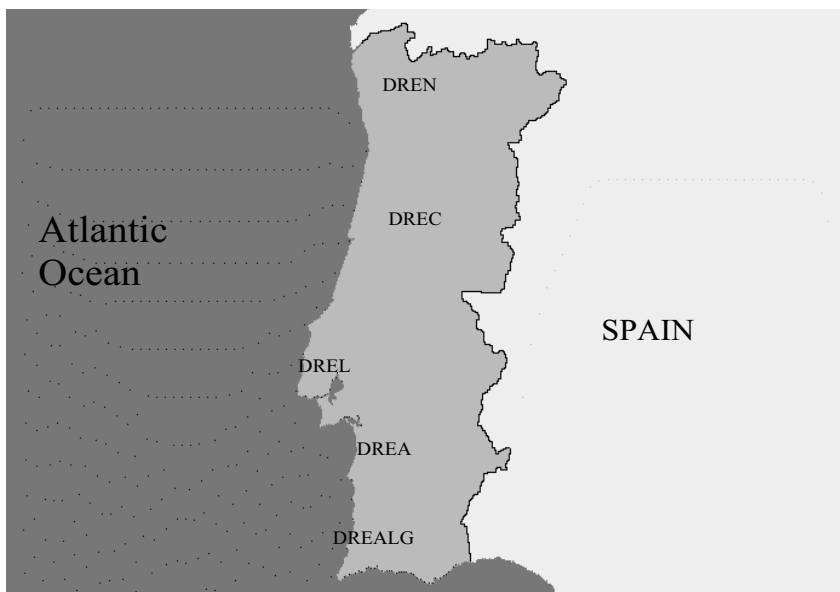 DREN
DREC
Atlantic
Ocean
SPAIN
DREL
DREA
DREALG